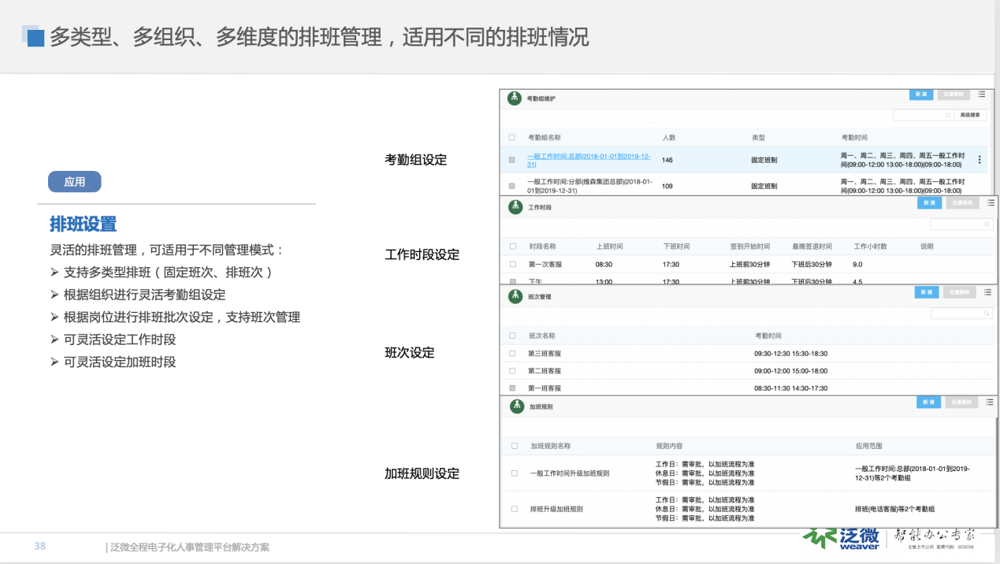 多类型、多组织、多维度的排班管理，适用不同的排班情况
应用
排班设置
灵活的排班管理，可适用于不同管理模式：
➢ 支持多类型排班（固定班次、排班次）
➢ 根据组织进行灵活考勤组设定
➢ 根据岗位进行排班批次设定，支持班次管理
➢ 可灵活设定工作时段
➢ 可灵活设定加班时段
考勤组设定
工作时段设定
班次设定
加班规则设定
考勤组维护 新 建 批量删除
高级搜索
考勤组名称 人数 类型 考勤时间
一般工作时间:总部(2018-01-01到2019-12-
31) 146 固定班制 周一、周二、周三、周四、周五一般工作时
间(09:00-12:00 13:00-18:00)(09:00-18:00)
一般工作时间:分部(维森集团总部)(2018-01-
01到2019-12-31) 109 固定班制 周一、周二、周三、周四、周五一般工作时
间(09:00-12:00 13:00-18:00)(09:00-18:00)
工作时段 新 建 批量移除
时段名称 上班时间 下班时间 签到开始时间 最晚签退时间 工作小时数 说明
第一次客服 08:30 17:30 上班前30分钟 下班后30分钟 9.0
下午 13:00 17:30 上班前30分钟 下班后30分钟 4.5
班次管理 新 建 批量删除
班次名称 考勤时间
第三班客服 09:30-12:30 15:30-18:30
第二班客服 09:00-12:00 15:00-18:00
第一班客服 08:30-11:30 14:30-17:30
加班规则 新 建 批量删除
加班规则名称 规则内容 应用范围
一般工作时间升级加班规则
工作日：需审批，以加班流程为准
休息日：需审批，以加班流程为准
节假日：需审批，以加班流程为准
一般工作时间:总部(2018-01-01到2019-
12-31)等2个考勤组
排班升级加班规则
工作日：需审批，以加班流程为准
休息日：需审批，以加班流程为准
节假日：需审批，以加班流程为准
排班(电话客服)等2个考勤组
38
| 泛微全程电子化人事管理平台解决方案
泛微
weaver
智能办公专家
主板上市公司 股票代码：603039